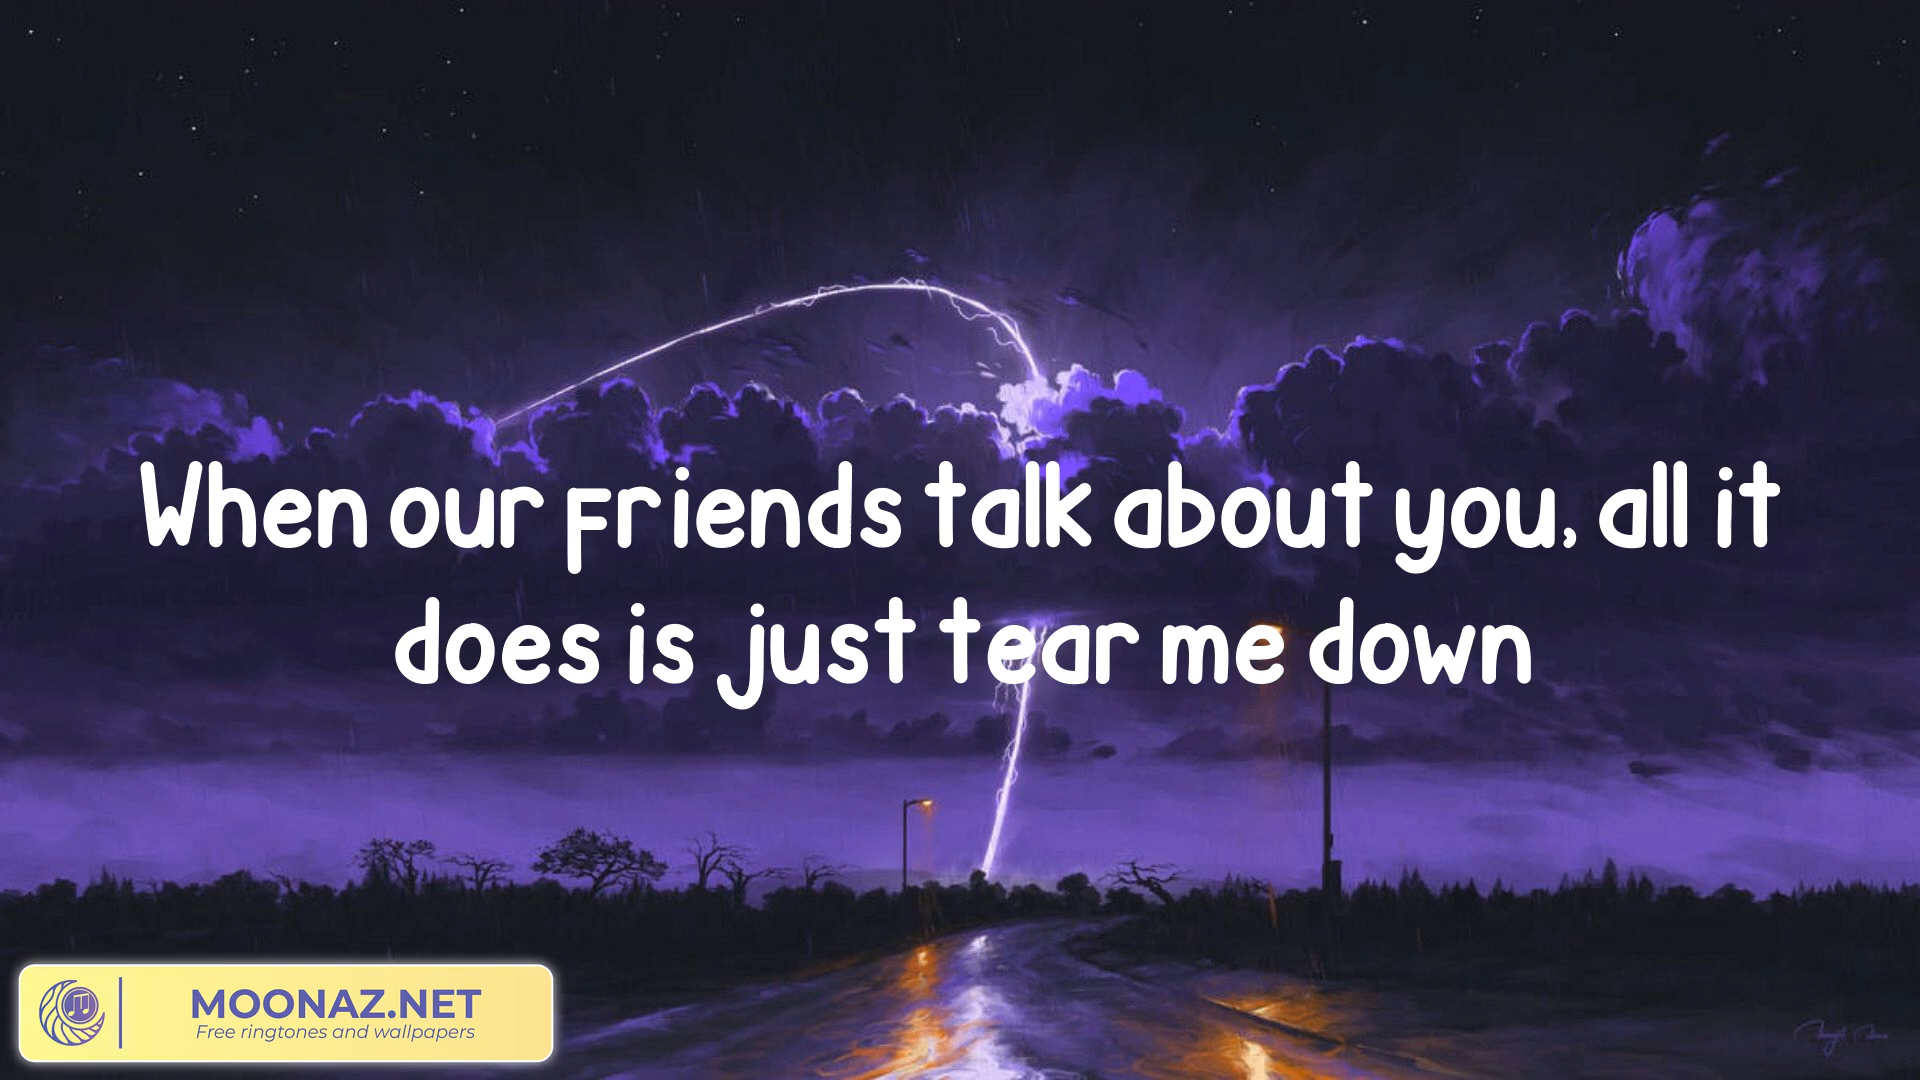 When our friends talk about you, all it
does is just tear me down
MOONAZ.NET
Free ringtones and wallpapers